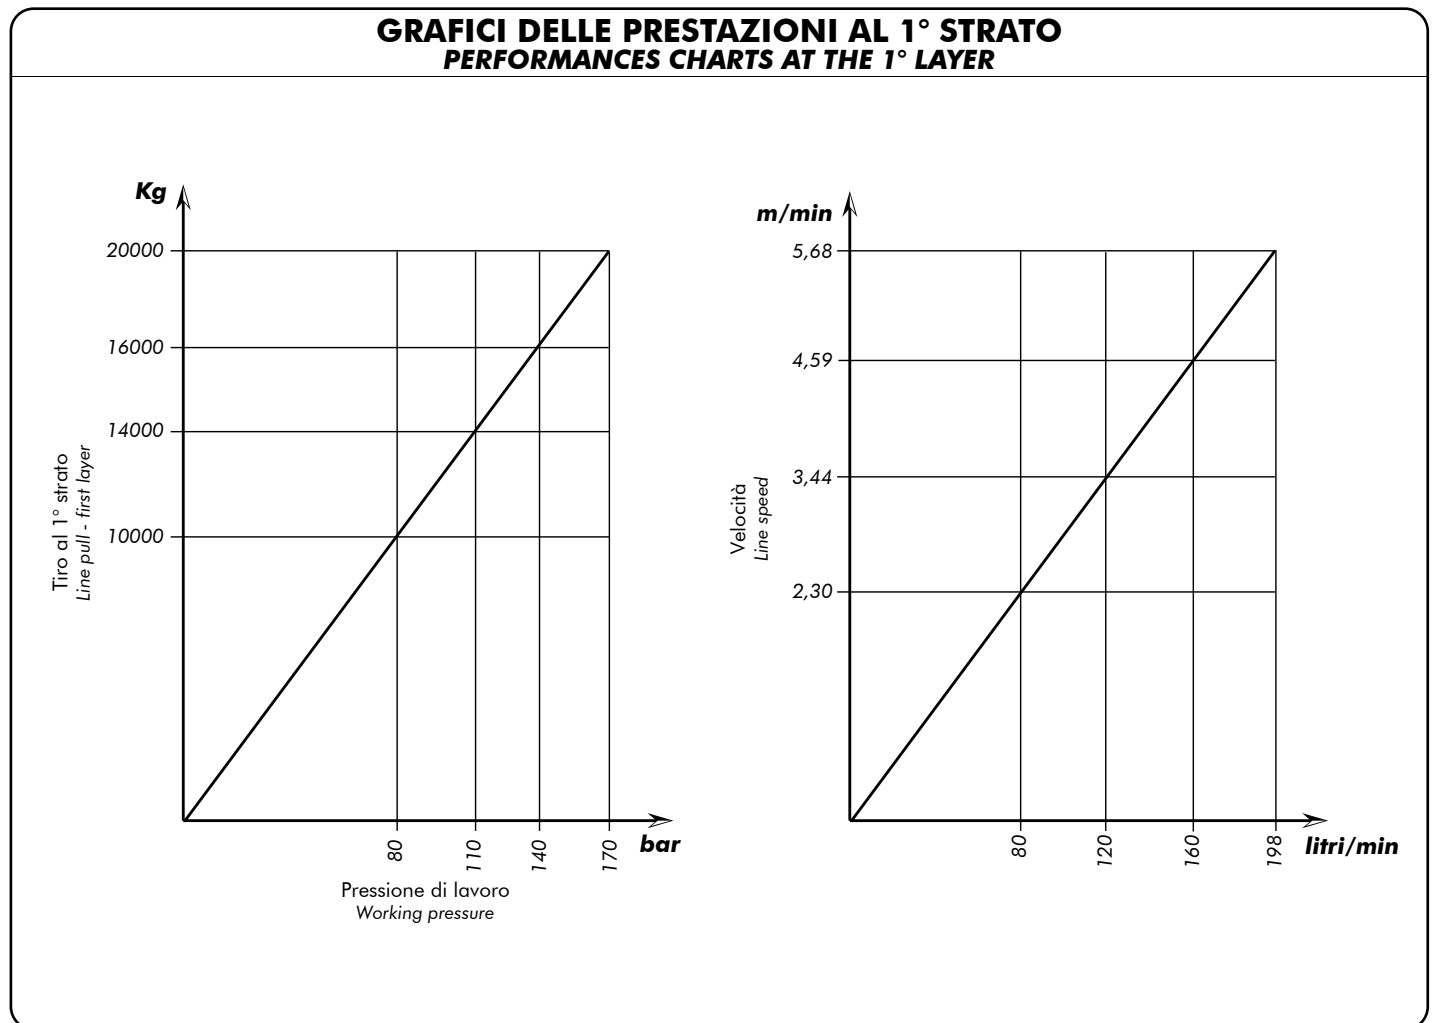 GRAFICI DELLE PRESTAZIONI AL 1° STRATO
PERFORMANCES CHARTS AT THE 1° LAYER
Kg
20000
16000
14000
10000
Tiro al 1° strato
Line pull - first layer
80
110
140
170
bar
Pressione di lavoro
Working pressure
m/min
5,68
4,59
3,44
2,30
Velocità
Line speed
80
120
160
198
litri/min